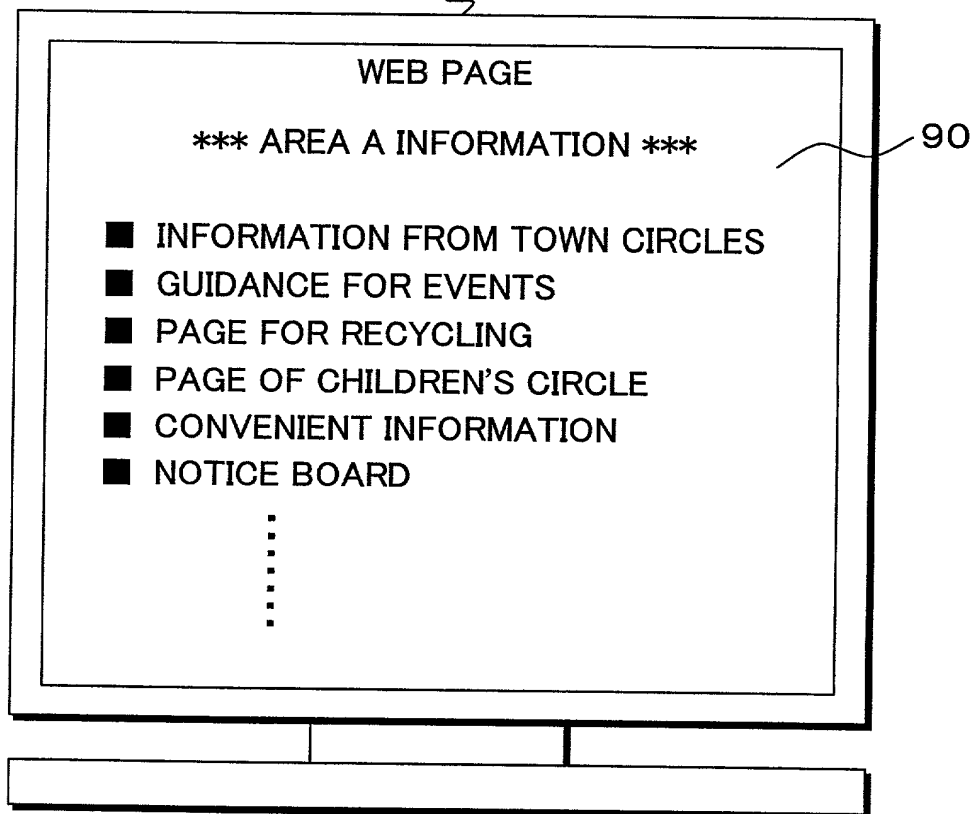 WEB PAGE
*** AREA A INFORMATION ***
90
■ INFORMATION FROM TOWN CIRCLES
■ GUIDANCE FOR EVENTS
■ PAGE FOR RECYCLING
■ PAGE OF CHILDREN'S CIRCLE
■ CONVENIENT INFORMATION
■ NOTICE BOARD